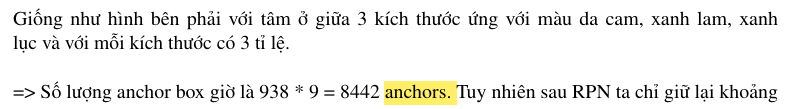 Giống như hình bên phải với tâm ở giữa 3 kích thước ứng với màu da cam, xanh lam, xanh
lục và với mỗi kích thước có 3 tỉ lệ.
=> Số lượng anchor box giờ là 938 * 9 = 8442 anchors. Tuy nhiên sau RPN ta chỉ giữ lại khoảng